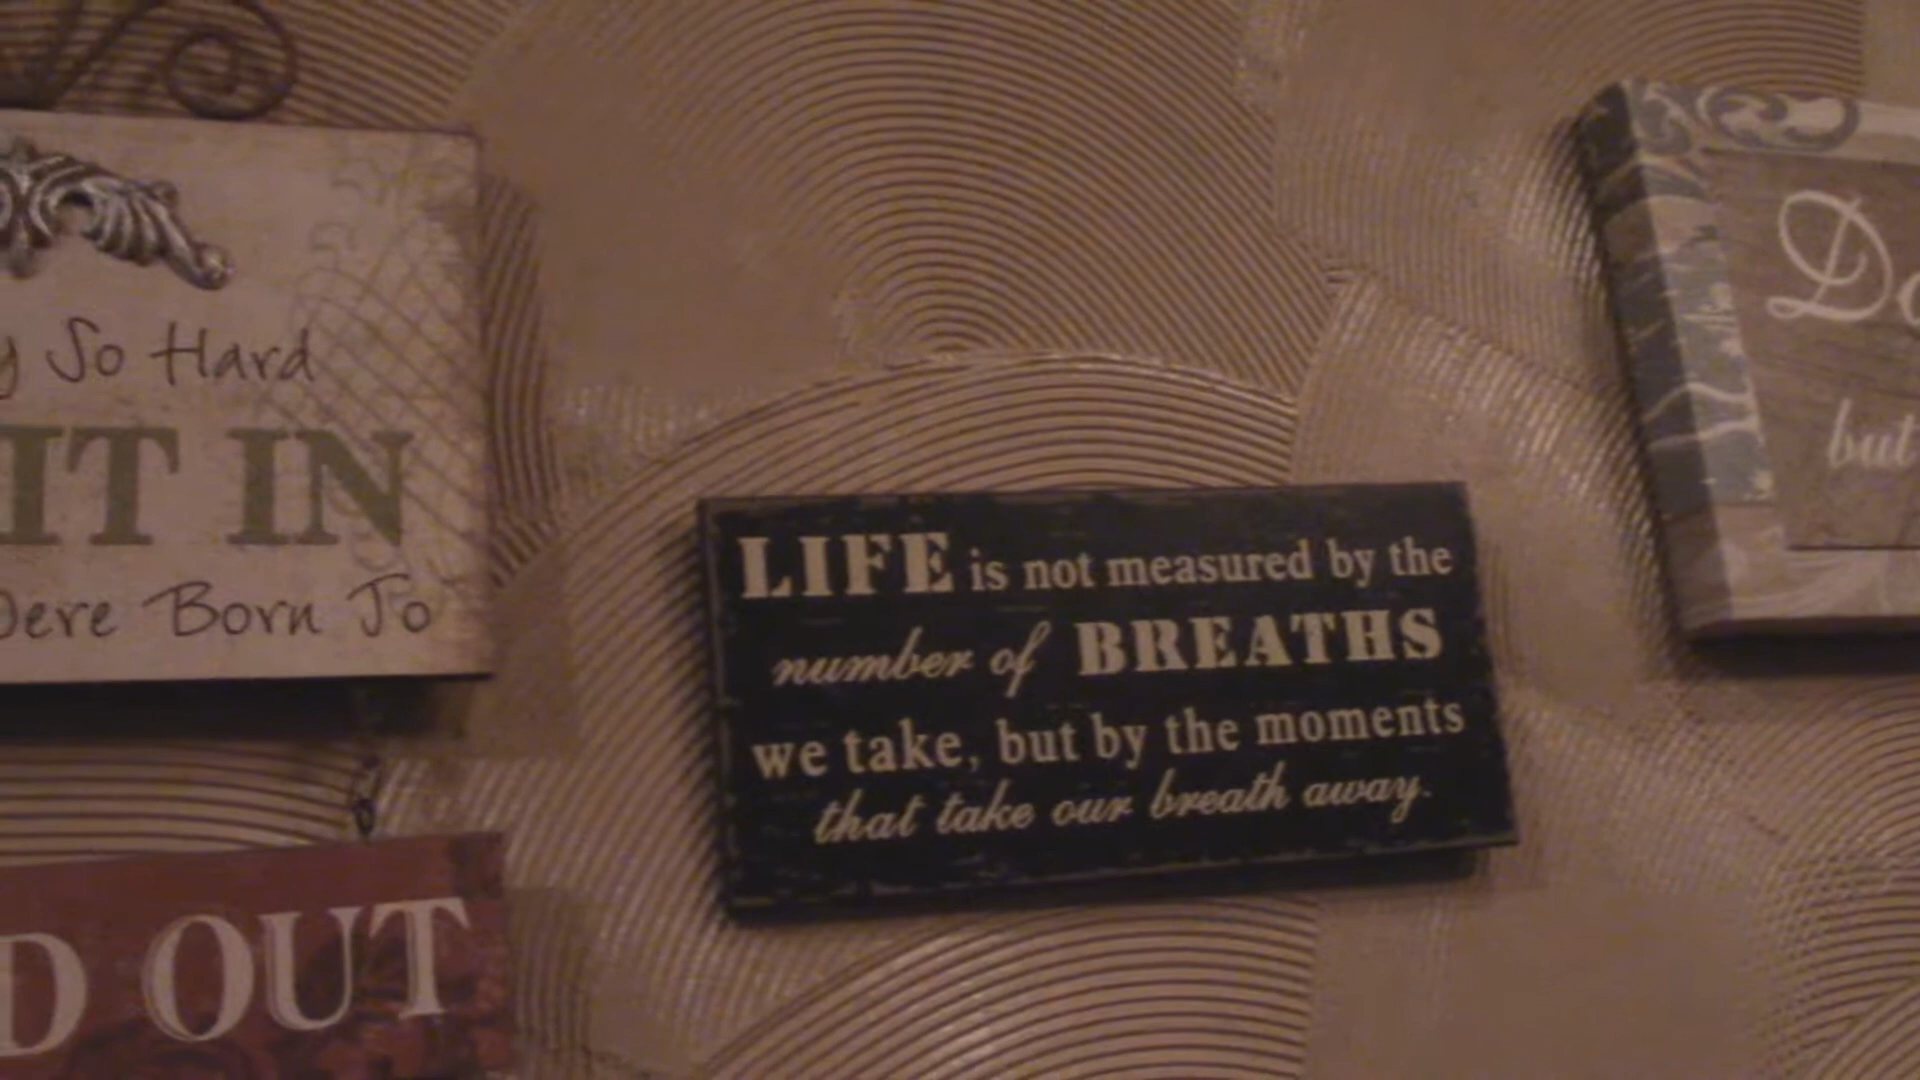 So Hard
IT IN
Were Born To
D OUT
LIFE is not measured by the
number of BREATHS
we take, but by the moments
that take our breath away.
but